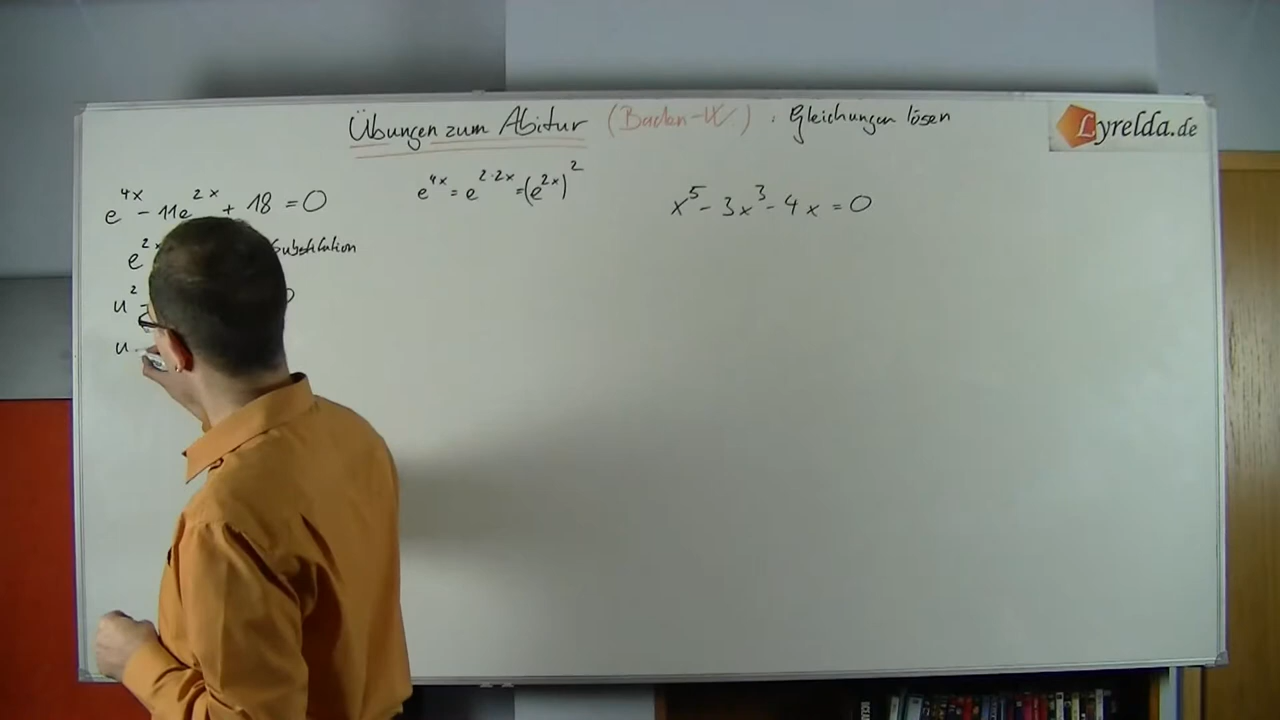 Übungen zum Abitur (Baden-W.) : Gleichungen lösen
Lyrelda.de
e^{4x} - 11e^{2x} + 18 = 0
e^{4x} = e^{2·2x} = (e^{2x})^2
x^5 - 3x^3 - 4x = 0
e^{2x} Substitution
u^2 -
u